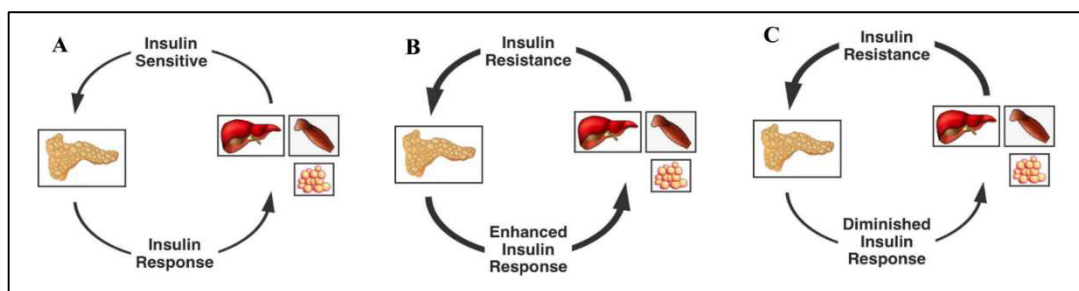 A
Insulin
Sensitive
Insulin
Response
B
Insulin
Resistance
Enhanced
Insulin
Response
C
Insulin
Resistance
Diminished
Insulin
Response